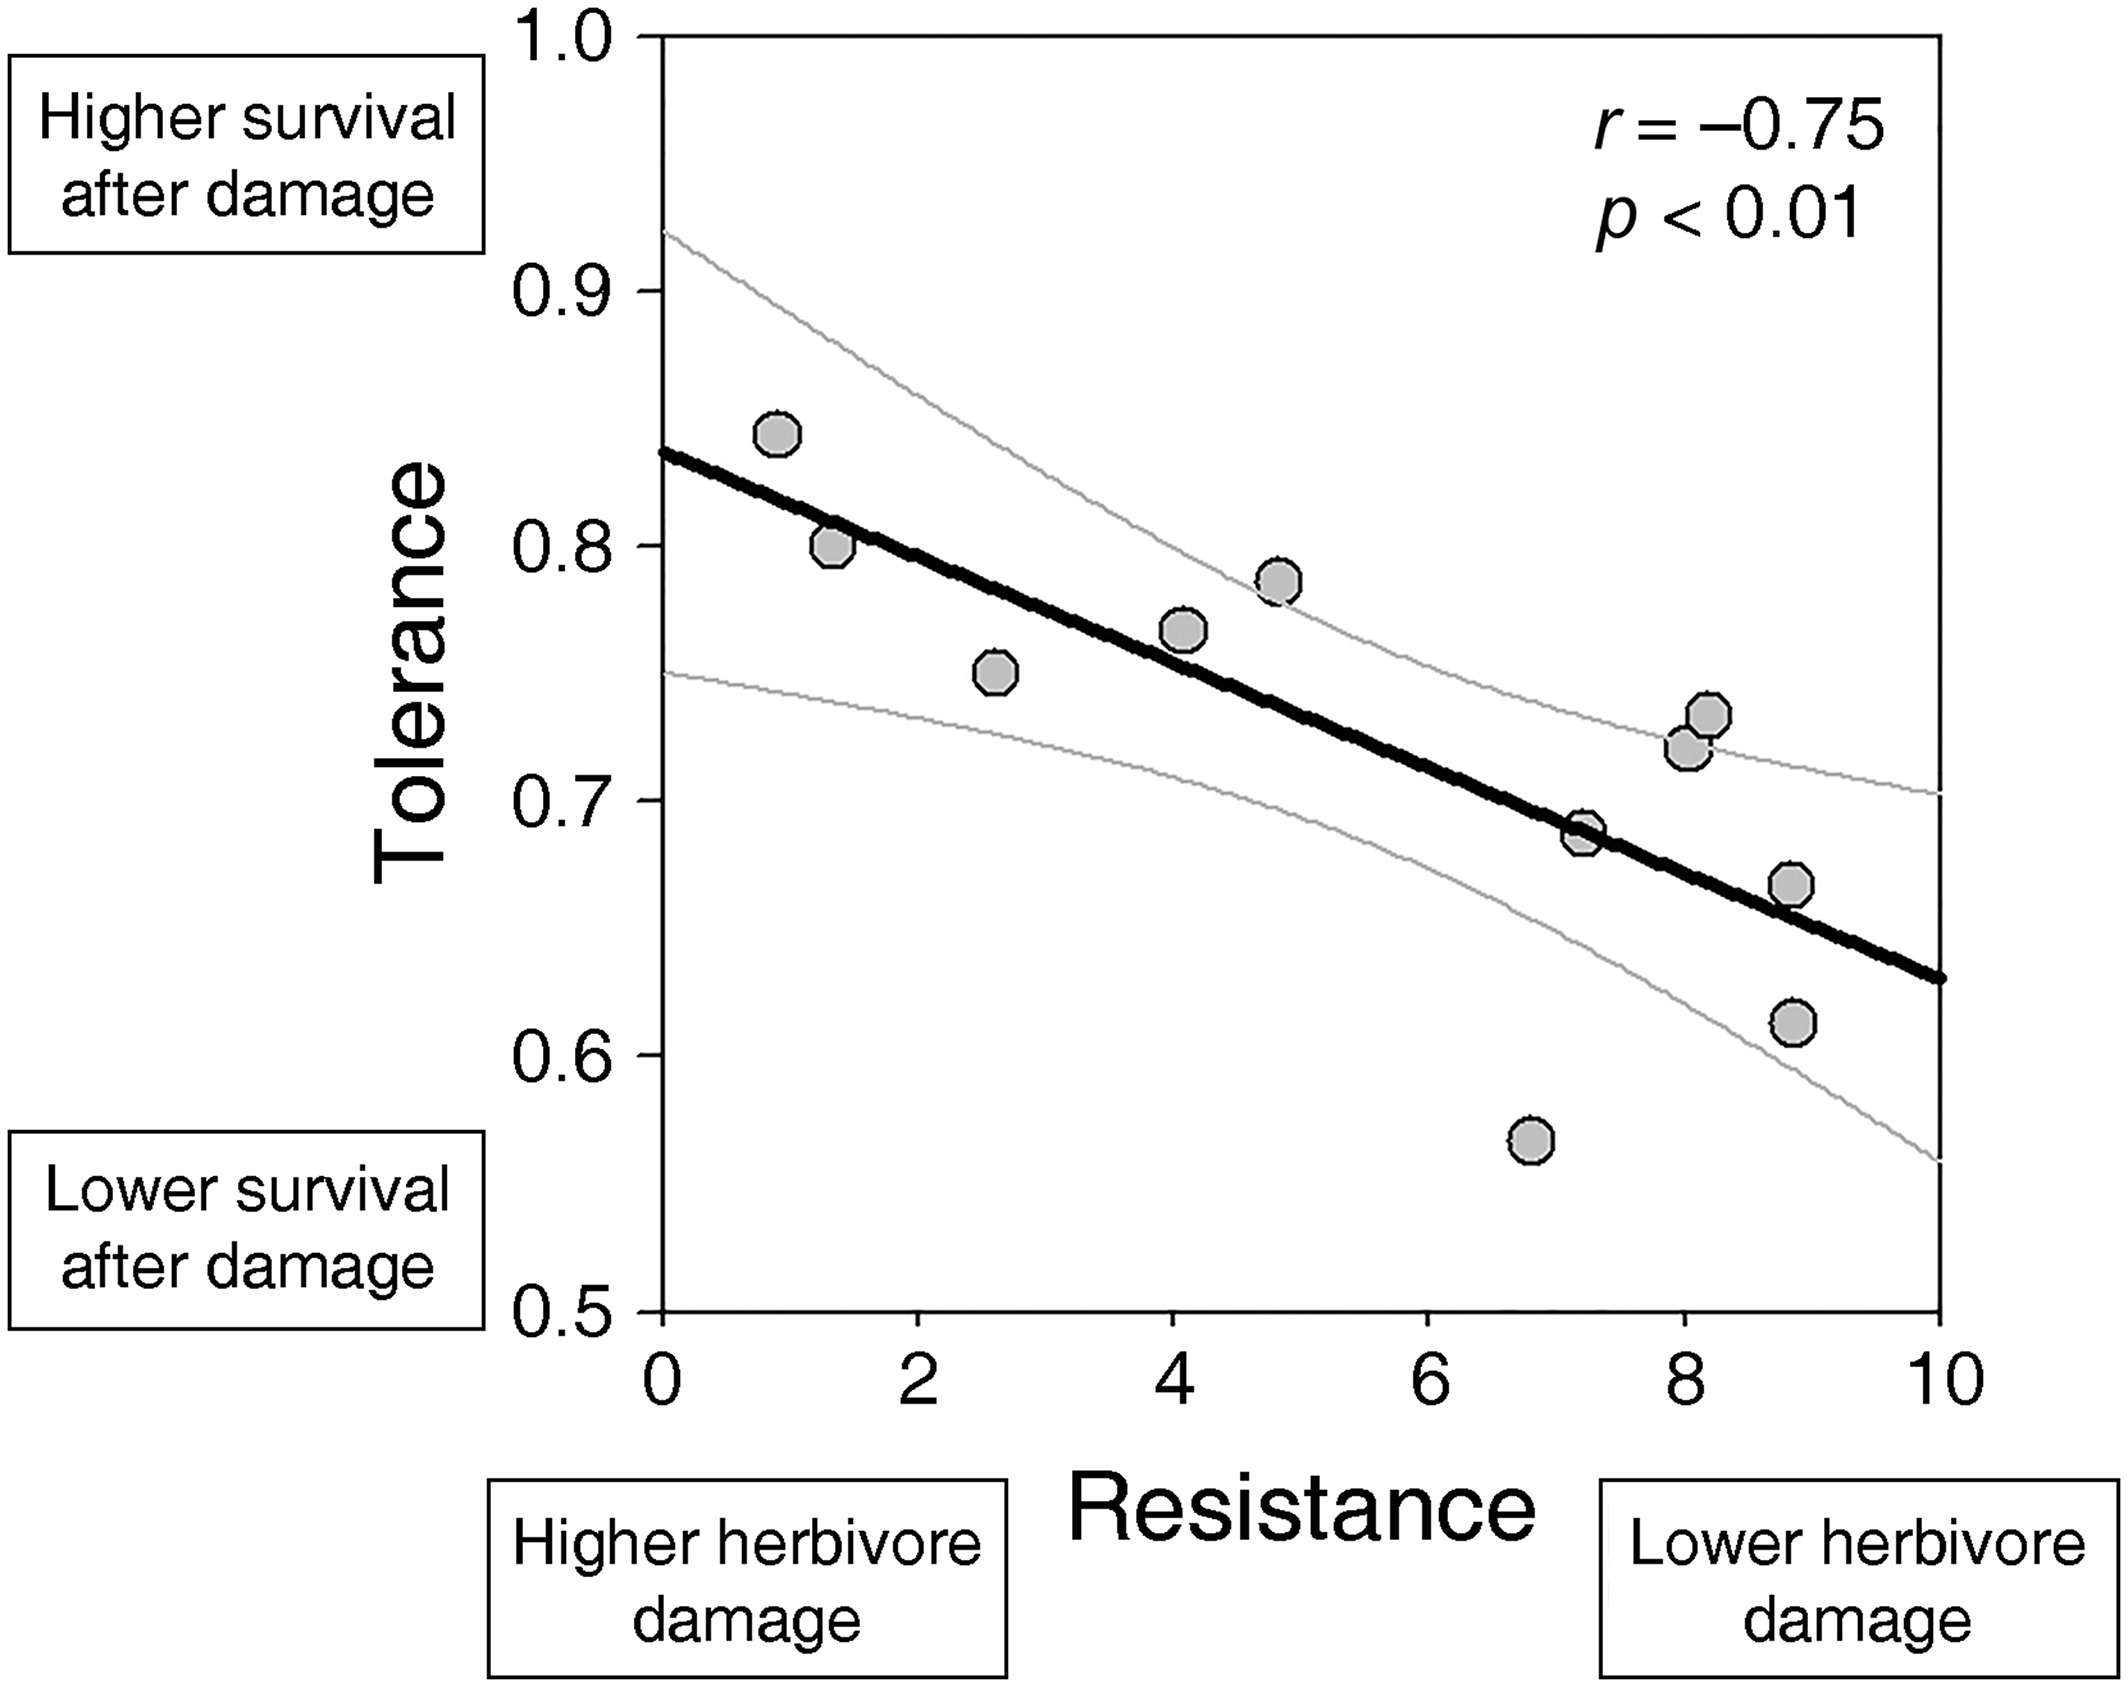 1.0
Higher survival
after damage
r = –0.75
p < 0.01
0.9
0.8
Tolerance
0.7
0.6
Lower survival
after damage
0.5
0 2 4 6 8 10
Resistance
Higher herbivore
damage
Lower herbivore
damage